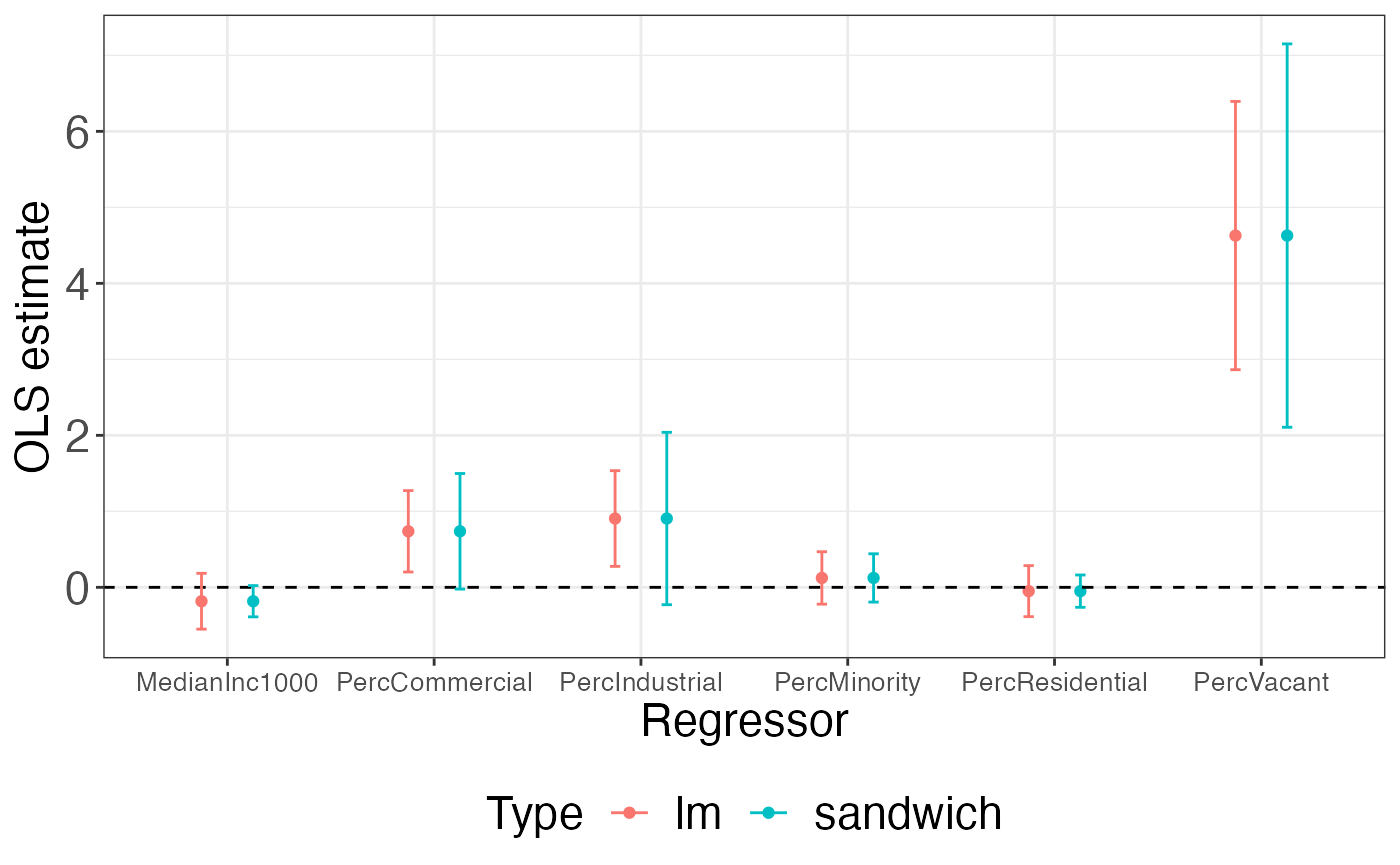 OLS estimate
6
4
2
0
MedianInc1000 PercCommercial PercIndustrial PercMinority PercResidential PercVacant
Regressor
Type lm sandwich